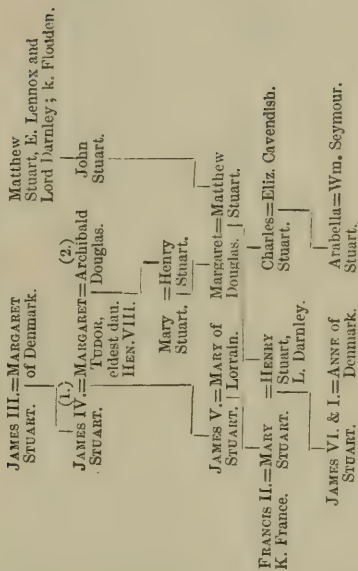 JAMES III.=MARGARET
STUART. of Denmark.
Matthew
Stuart, E. Lennox and
Lord Darnley; k. Flodden.
(1.) (2.)
JAMES IV.=MARGARET=Archibald
STUART. TUDOR, Douglas.
eldest dau.
HEN. VIII.
John
Stuart.
Mary =Henry
Stuart, Stuart.
JAMES V.=MARY of
STUART. Lorrain.
Margaret=Matthew
Douglas. Stuart.
FRANCIS II.=MARY =HENRY
K. France. STUART. Stuart,
L. Darnley.
Charles=Eliz. Cavendish.
Stuart.
JAMES VI. & I.=ANNE of
STUART. Denmark.
Arabella=Wm. Seymour.
Stuart.